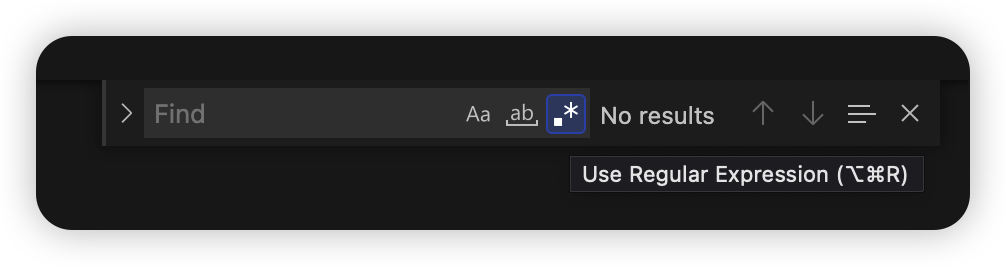 Find Aa ab .* No results
Use Regular Expression (⌥⌘R)